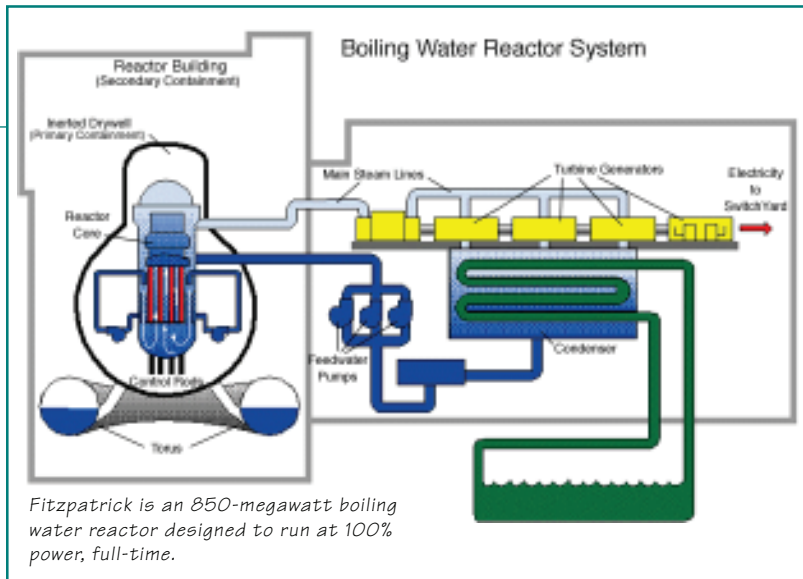 Boiling Water Reactor System
Reactor Building
(Secondary Containment)
Inerted Drywell
(Primary Containment)
Main Steam Lines
Turbine Generators
Electricity
to
Switch Yard
Reactor
Core
Feedwater
Pumps
Condenser
Control Rods
Torus
Fitzpatrick is an 850-megawatt boiling
water reactor designed to run at 100%
power, full-time.